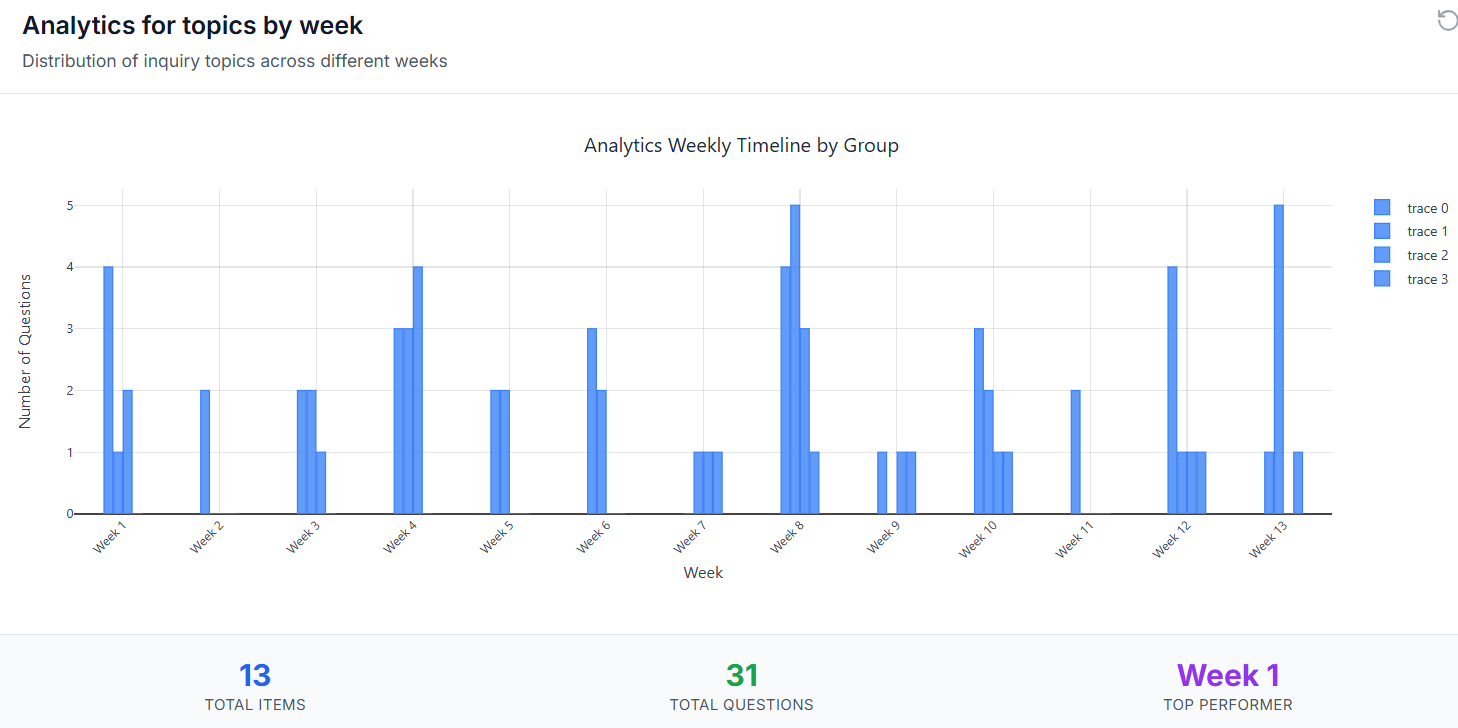 Analytics for topics by week
Distribution of inquiry topics across different weeks
Analytics Weekly Timeline by Group
5
4
3
2
1
0
Number of Questions
Week 1
Week 2
Week 3
Week 4
Week 5
Week 6
Week 7
Week 8
Week 9
Week 10
Week 11
Week 12
Week 13
Week
trace 0
trace 1
trace 2
trace 3
13
TOTAL ITEMS
31
TOTAL QUESTIONS
Week 1
TOP PERFORMER